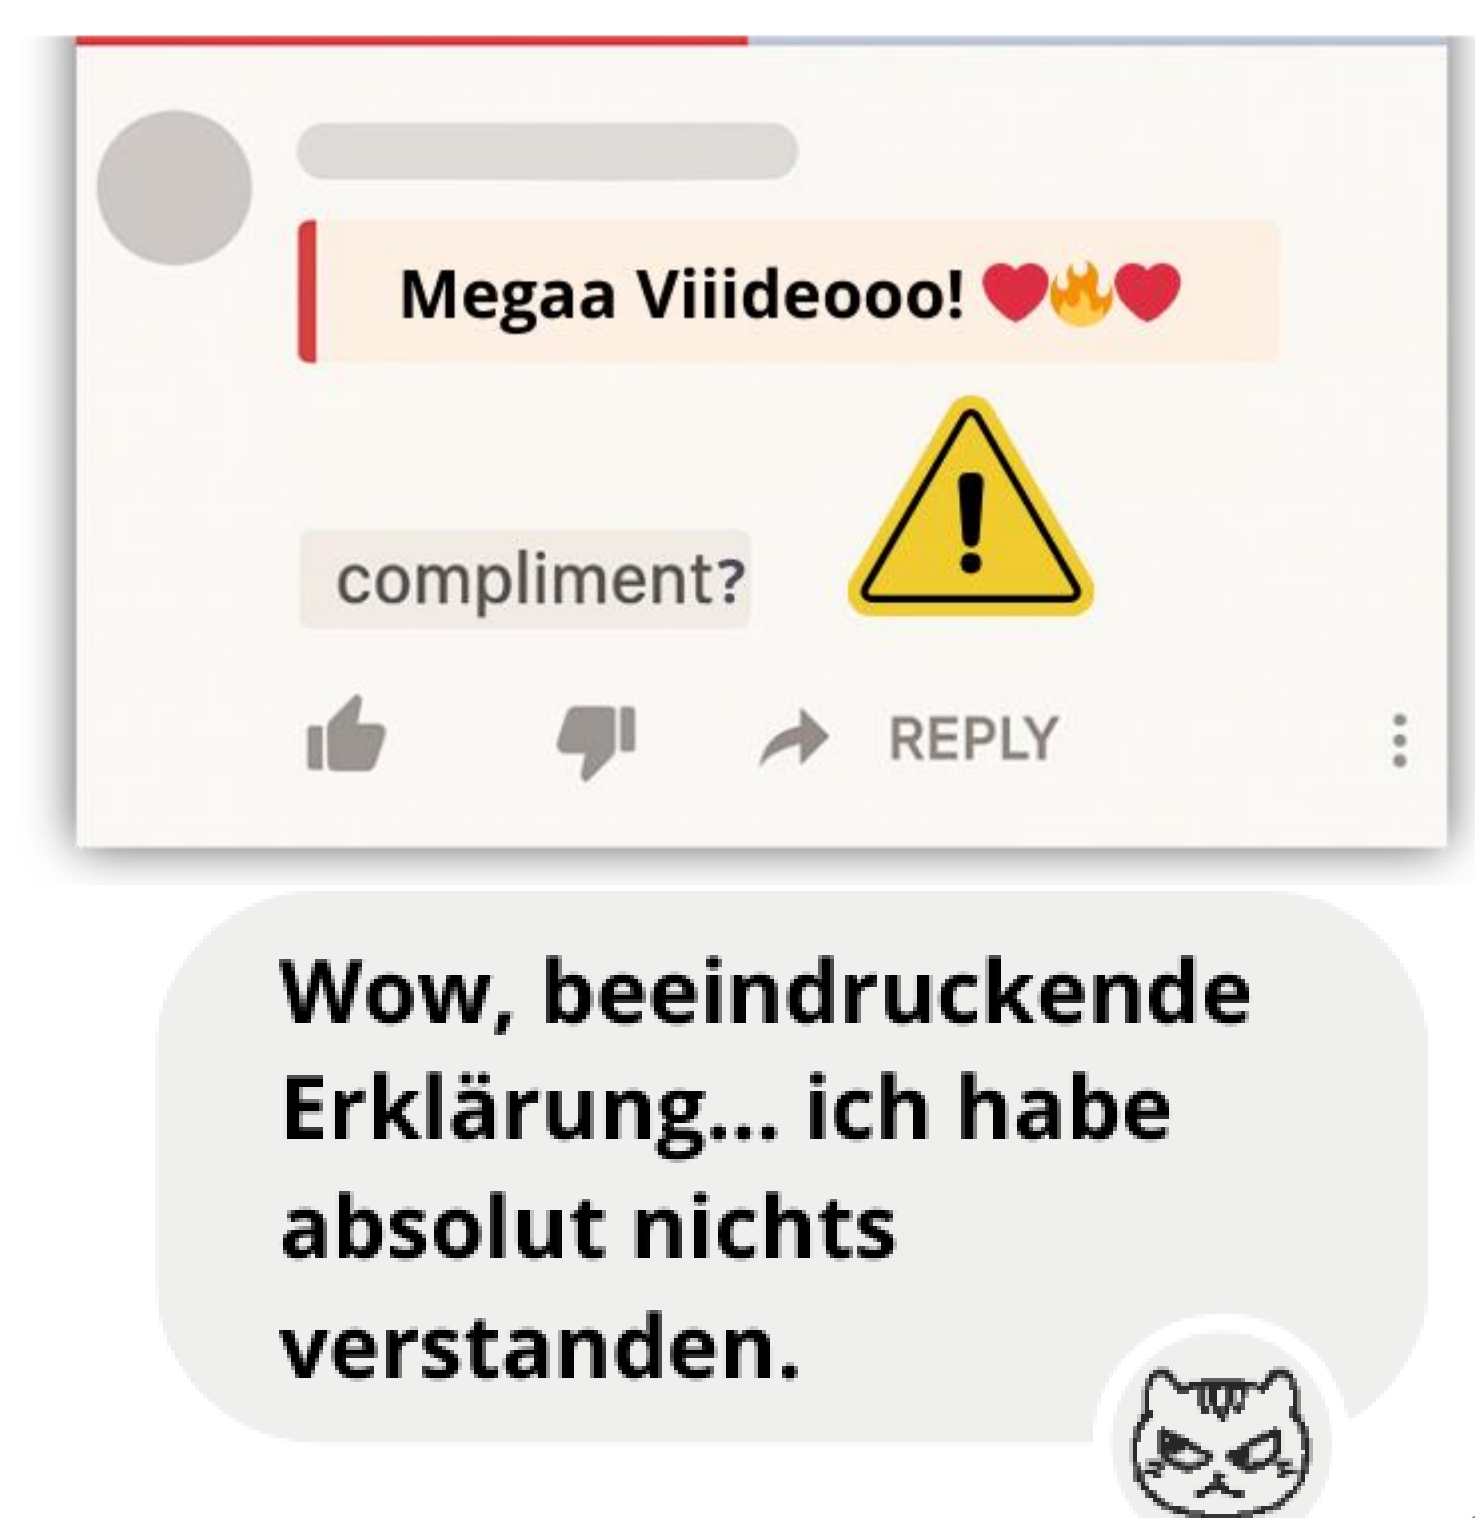 Megaa Viiideooo! ❤🔥❤
compliment?
REPLY
Wow, beeindruckende
Erklärung... ich habe
absolut nichts
verstanden.